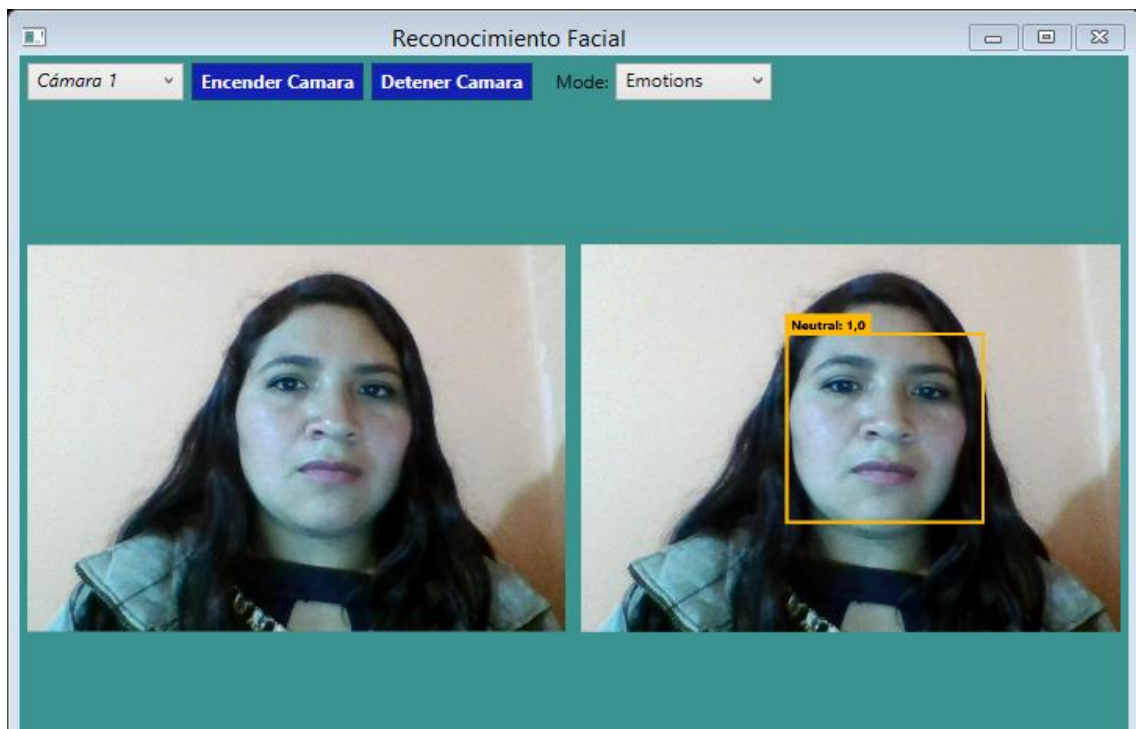 Reconocimiento Facial
Cámara 1 Encender Camara Detener Camara Mode: Emotions
Neutral: 1,0